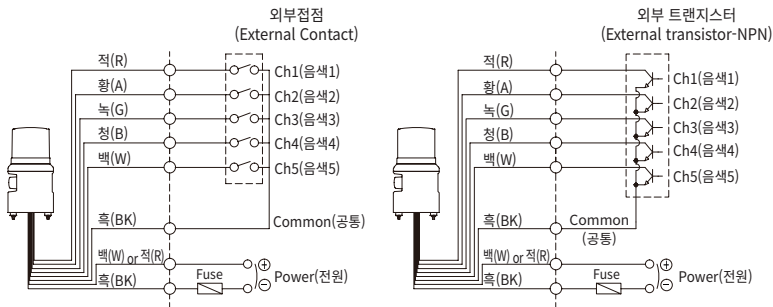 외부접점
(External Contact)
적(R)
황(A)
녹(G)
청(B)
백(W)
흑(BK)
백(W) or 적(R)
흑(BK)
Ch1(음색1)
Ch2(음색2)
Ch3(음색3)
Ch4(음색4)
Ch5(음색5)
Common(공통)
Fuse
Power(전원)
외부 트랜지스터
(External transistor-NPN)
적(R)
황(A)
녹(G)
청(B)
백(W)
흑(BK)
백(W) or 적(R)
흑(BK)
Ch1(음색1)
Ch2(음색2)
Ch3(음색3)
Ch4(음색4)
Ch5(음색5)
Common
(공통)
Fuse
Power(전원)